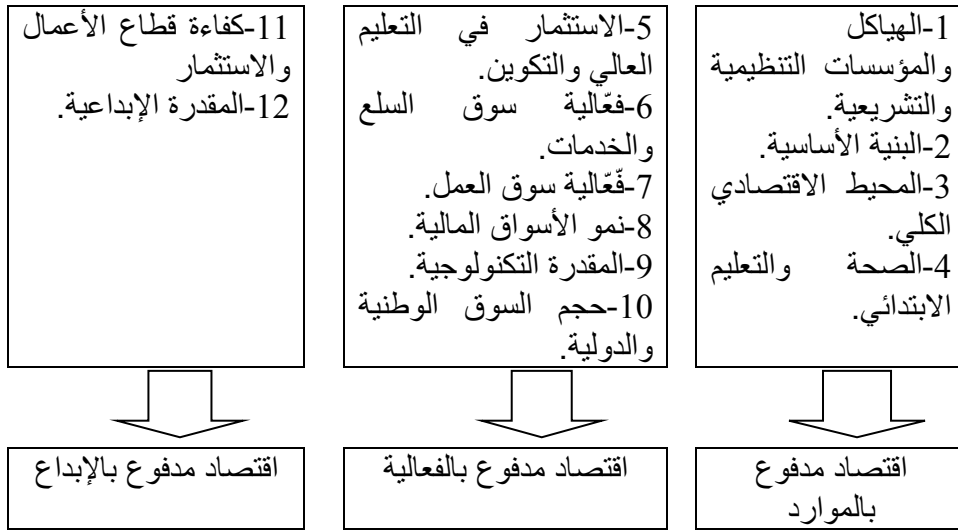 1-الهياكل
والمؤسسات التنظيمية
والتشريعية.
2-البنية الأساسية.
3-المحيط الاقتصادي
الكلي.
4-الصحة والتعليم
الابتدائي.
5-الاستثمار في التعليم
العالي والتكوين.
6-فعّالية سوق السلع
والخدمات.
7-فّعّالية سوق العمل.
8-نمو الأسواق المالية.
9-المقدرة التكنولوجية.
10-حجم السوق الوطنية
والدولية.
11-كفاءة قطاع الأعمال
والاستثمار
12-المقدرة الإبداعية.
اقتصاد مدفوع
بالموارد
اقتصاد مدفوع بالفعالية
اقتصاد مدفوع بالإبداع